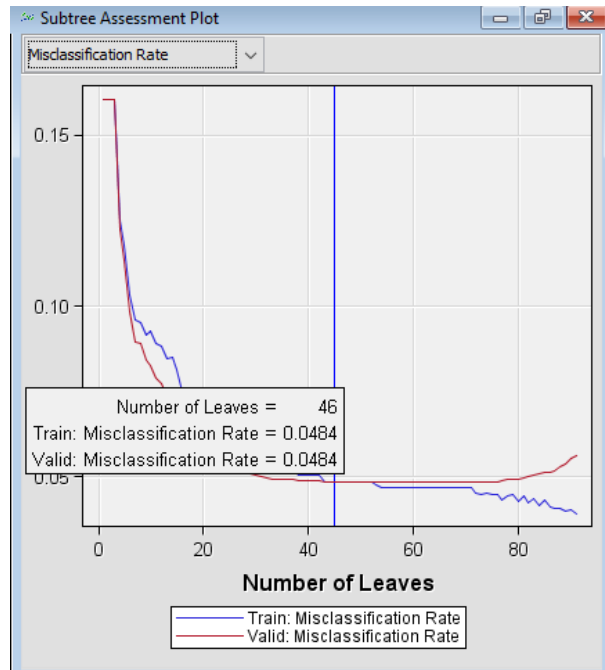 Subtree Assessment Plot
Misclassification Rate
0.15
0.10
Number of Leaves = 46
Train: Misclassification Rate = 0.0484
Valid: Misclassification Rate = 0.0484
0.05
0 20 40 60 80
Number of Leaves
Train: Misclassification Rate
Valid: Misclassification Rate